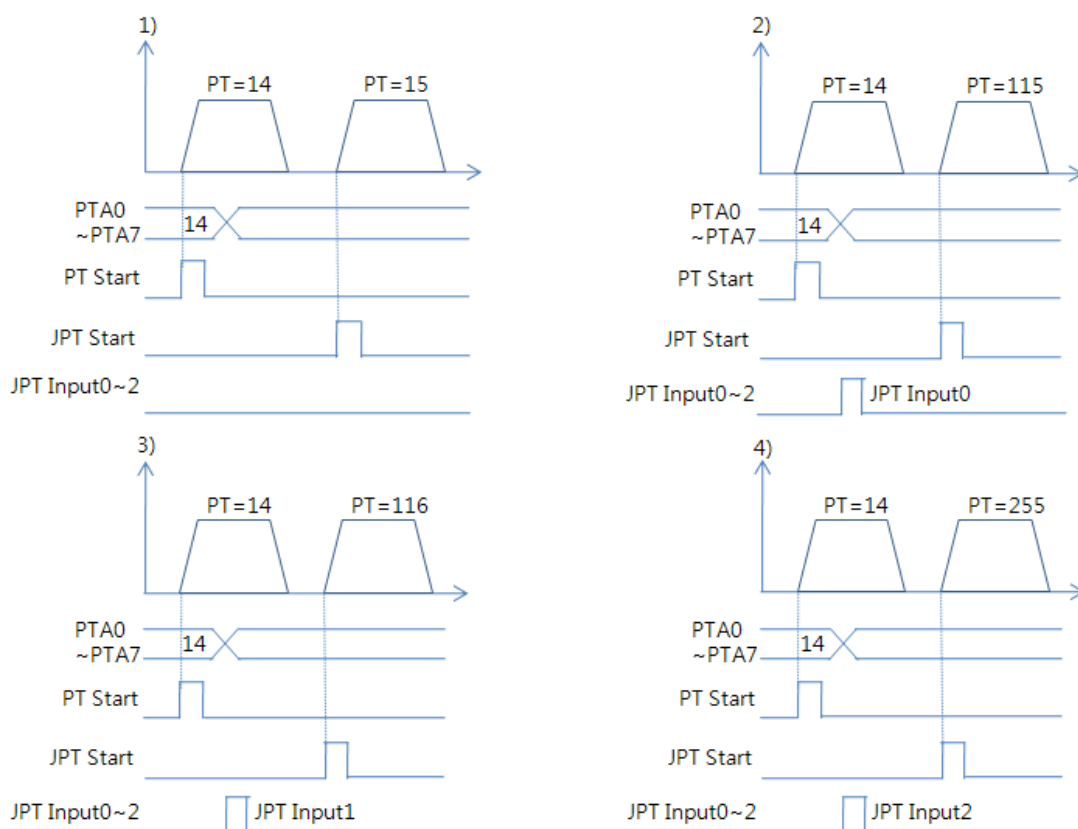 1)
PT=14 PT=15
PTA0
~PTA7
14
PT Start
JPT Start
JPT Input0~2
2)
PT=14 PT=115
PTA0
~PTA7
14
PT Start
JPT Start
JPT Input0~2 JPT Input0
3)
PT=14 PT=116
PTA0
~PTA7
14
PT Start
JPT Start
JPT Input0~2 JPT Input1
4)
PT=14 PT=255
PTA0
~PTA7
14
PT Start
JPT Start
JPT Input0~2 JPT Input2